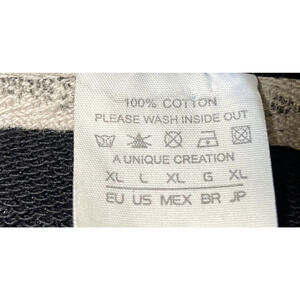 100% COTTON
PLEASE WASH INSIDE OUT
A UNIQUE CREATION
XL L XL G XL
EU US MEX BR JP